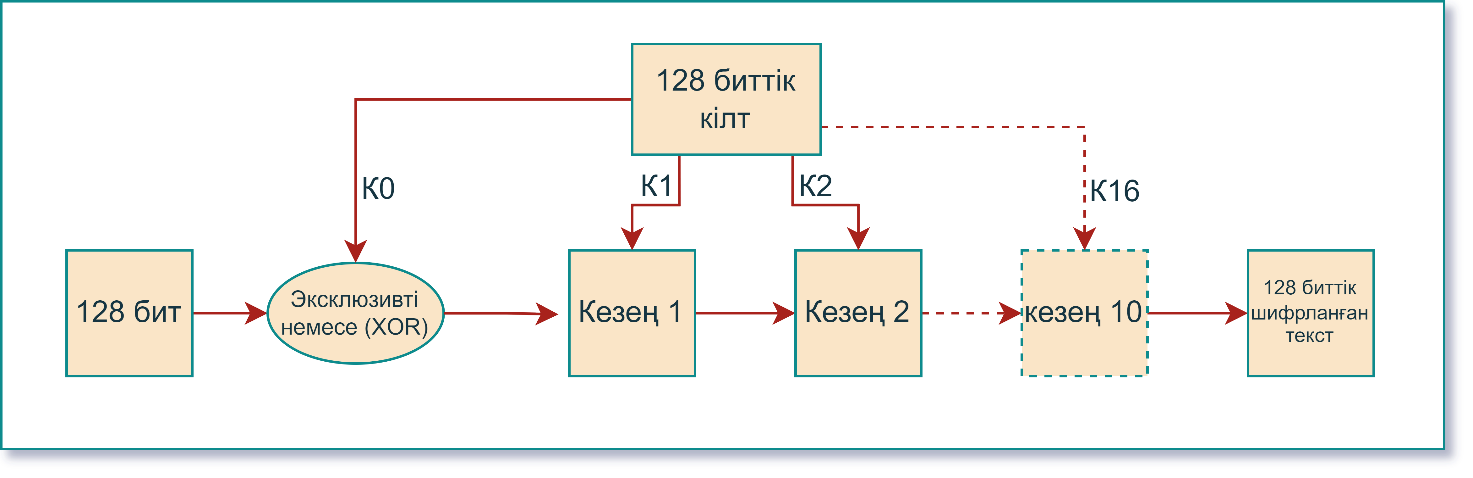 128 биттік
кілт
К0
К1
К2
К16
128 бит
Эксклюзивті
немесе (XOR)
Кезең 1
Кезең 2
кезең 10
128 биттік
шифрланған
текст